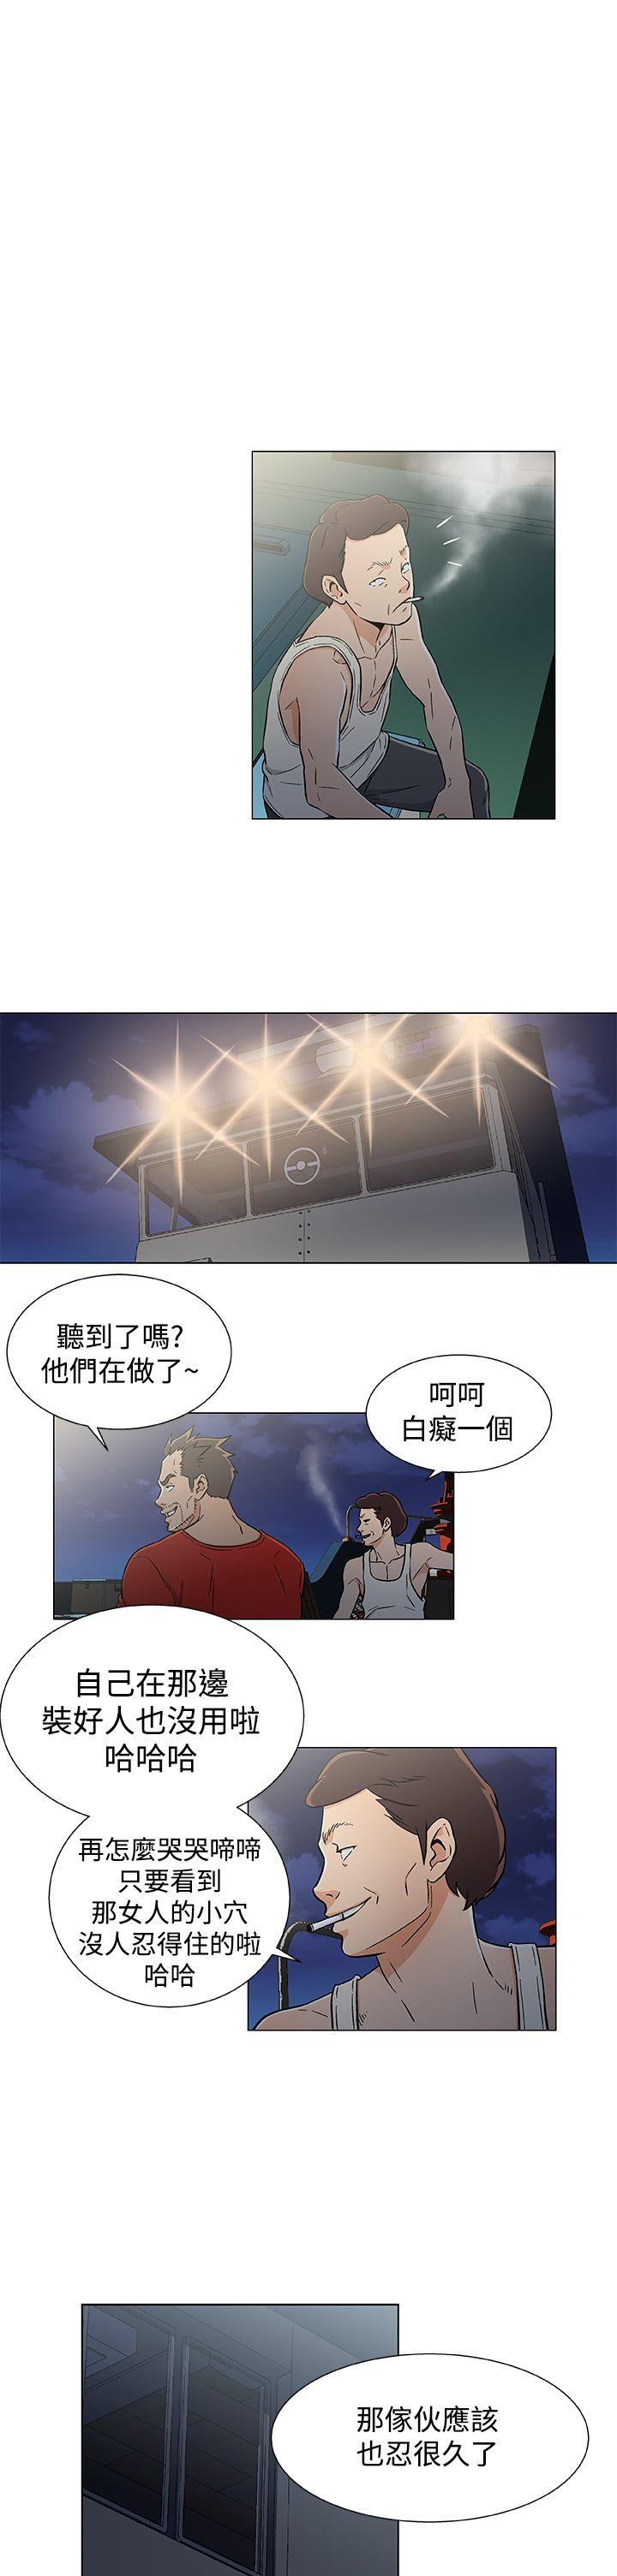 聽到了嗎?
他們在做了~
呵呵
白癡一個
自己在那邊
裝好人也沒用啦
哈哈哈
再怎麼哭哭啼啼
只要看到
那女人的小穴
沒人忍得住的啦
哈哈
那傢伙應該
也忍很久了